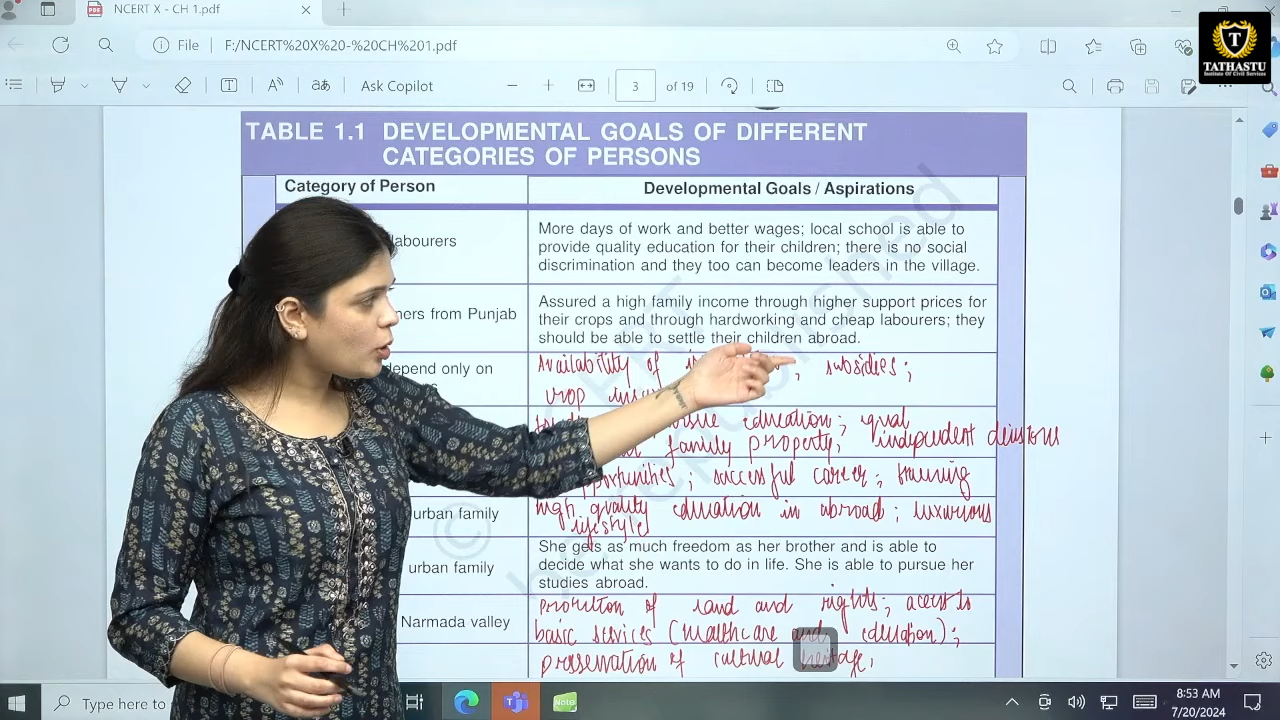 NCERT X - CH 1.pdf
File
F:/NCERT%20X%20-%20CH%201.pdf
T
TATHASTU
Institute Of Civil Services
aあ
Ask Copilot
3
of 19
TABLE 1.1 DEVELOPMENTAL GOALS OF DIFFERENT
CATEGORIES OF PERSONS
Category of Person
Developmental Goals / Aspirations
labourers
More days of work and better wages; local school is able to
provide quality education for their children; there is no social
discrimination and they too can become leaders in the village.
from Punjab
Assured a high family income through higher support prices for
their crops and through hardworking and cheap labourers; they
should be able to settle their children abroad.
depend only on
Availability of ; subsidies;
crop
education; equal
family property; independent decisions
successful career; training
urban family
high quality education in abroad; luxurious
lifestyle
urban family
She gets as much freedom as her brother and is able to
decide what she wants to do in life. She is able to pursue her
studies abroad.
Narmada valley
protection of land and rights; access to
basic services (healthcare and education);
preservation of cultural heritage,
Type here to
8:53 AM
7/20/2024